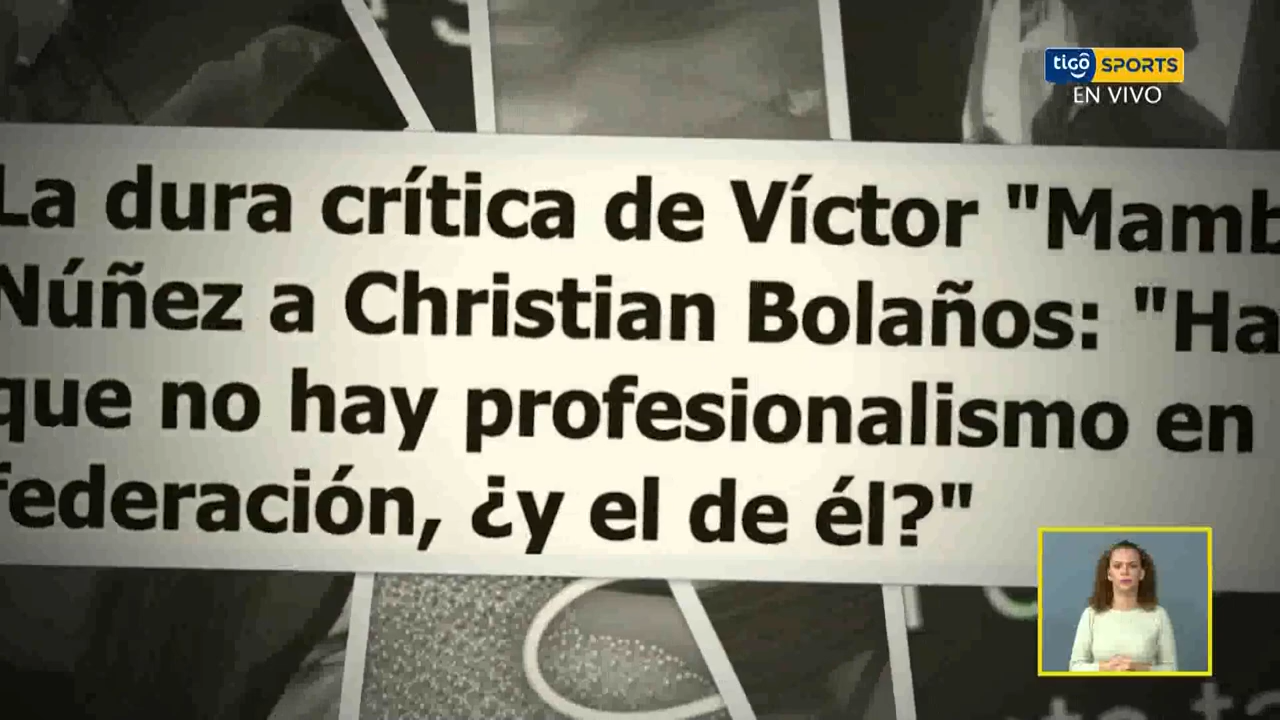 tigo SPORTS
EN VIVO
La dura crítica de Víctor "Mamb
Núñez a Christian Bolaños: "Ha
que no hay profesionalismo en
federación, ¿y el de él?"